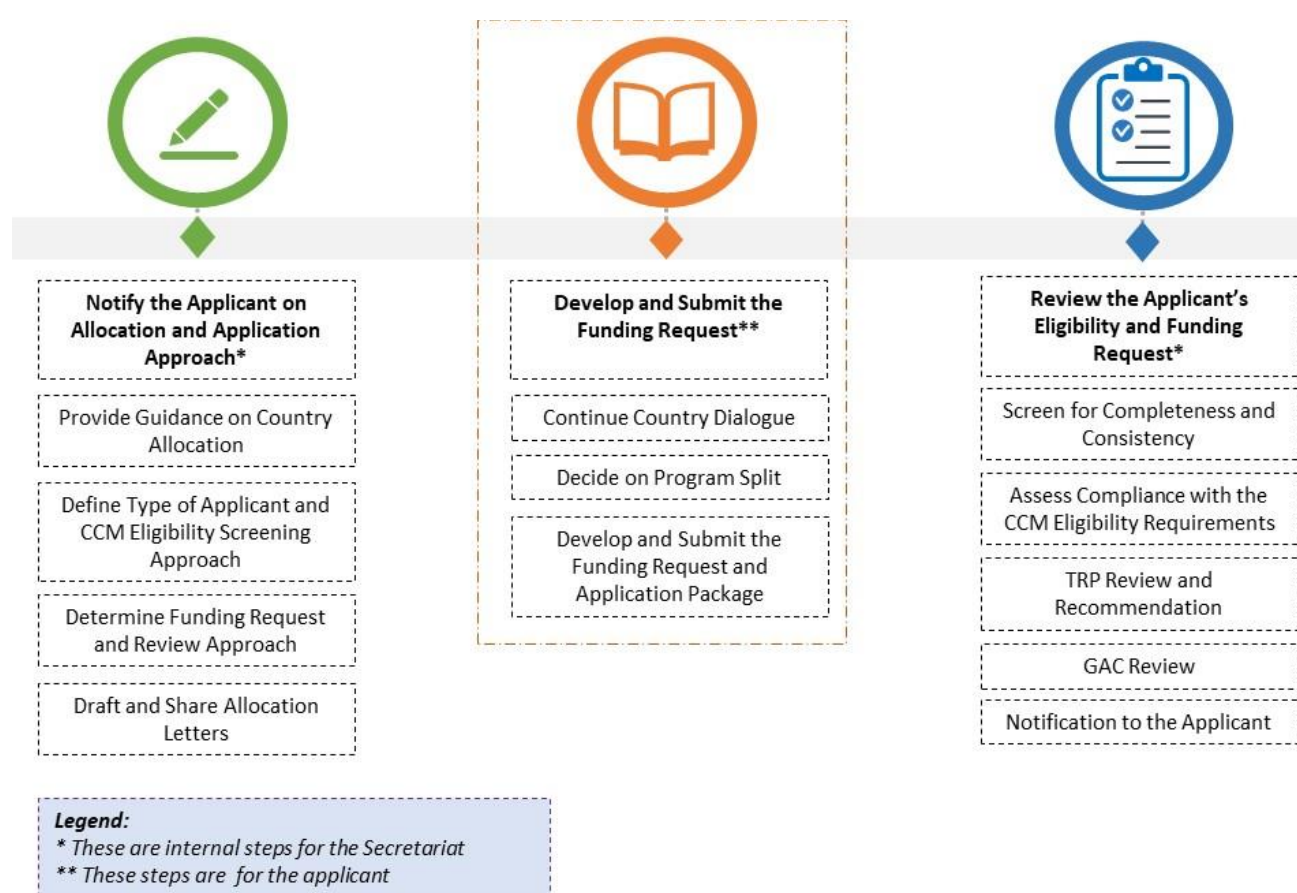 Notify the Applicant on
Allocation and Application
Approach*
Provide Guidance on Country
Allocation
Define Type of Applicant and
CCM Eligibility Screening
Approach
Determine Funding Request
and Review Approach
Draft and Share Allocation
Letters
Develop and Submit the
Funding Request**
Continue Country Dialogue
Decide on Program Split
Develop and Submit the
Funding Request and
Application Package
Review the Applicant’s
Eligibility and Funding
Request*
Screen for Completeness and
Consistency
Assess Compliance with the
CCM Eligibility Requirements
TRP Review and
Recommendation
GAC Review
Notification to the Applicant
Legend:
* These are internal steps for the Secretariat
** These steps are for the applicant